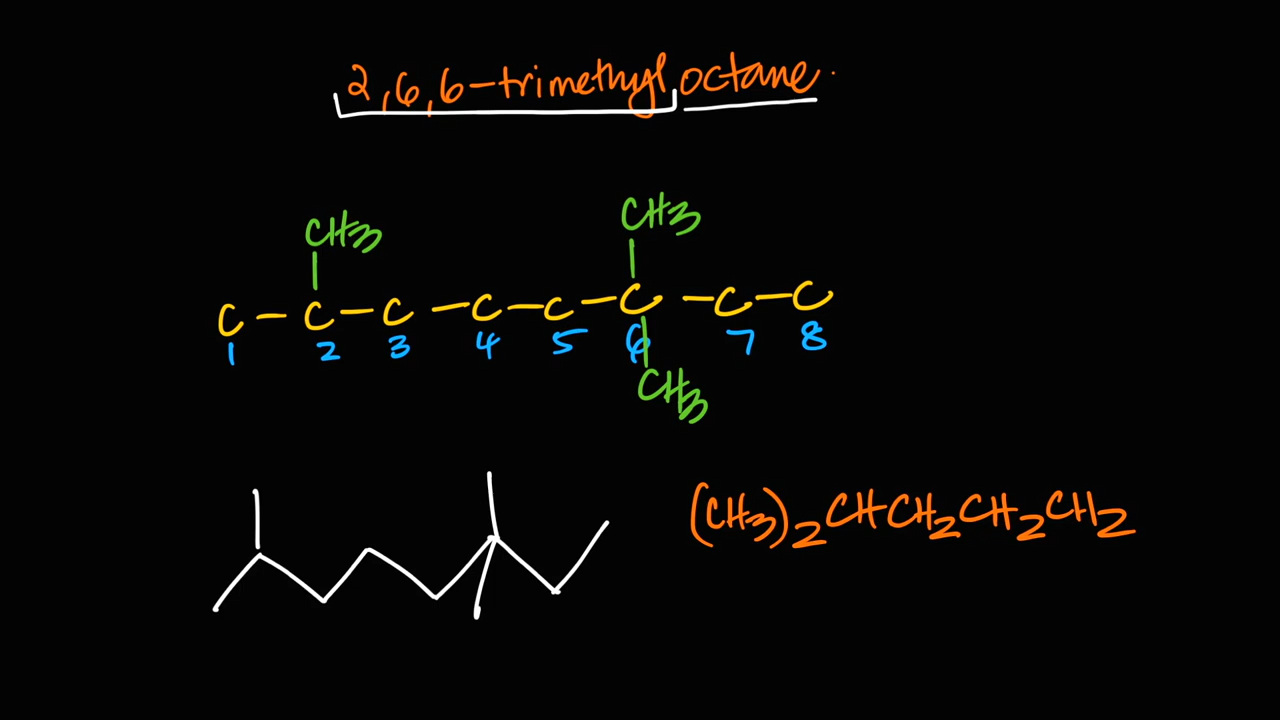 2,6,6-trimethyl octane.
CH3 CH3
C - C - C - C - C - C - C - C
1 2 3 4 5 6 7 8
CH3
(CH3)2CHCH2CH2CH2